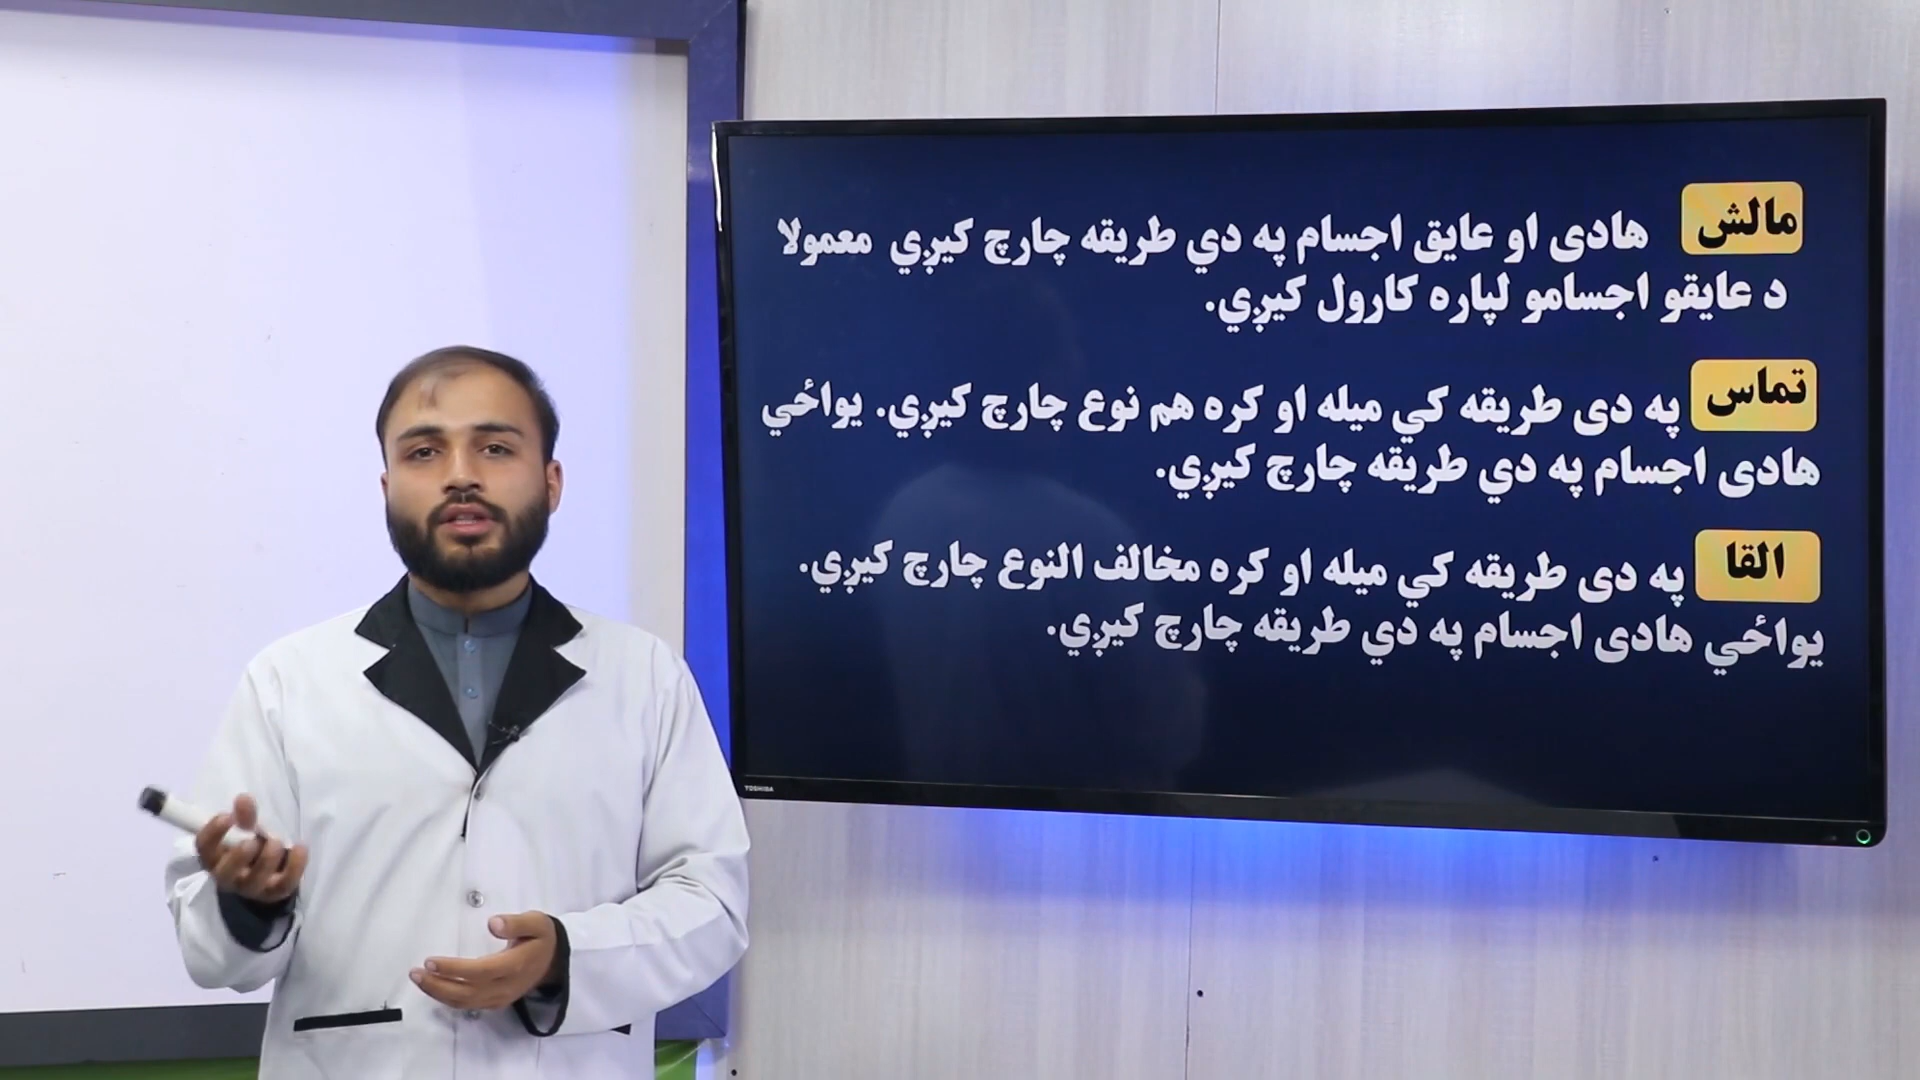 مالش هادی او عایق اجسام په دي طریقه چارج کیږي معمولا
د عایقو اجسامو لپاره کارول کیږي.
تماس په دی طریقه کي میله او کره هم نوع چارج کیږي. یواځي
هادی اجسام په دي طریقه چارج کیږي.
القا په دی طریقه کي میله او کره مخالف النوع چارج کیږي.
یواځي هادی اجسام په دي طریقه چارج کیږي.
TOSHIBA